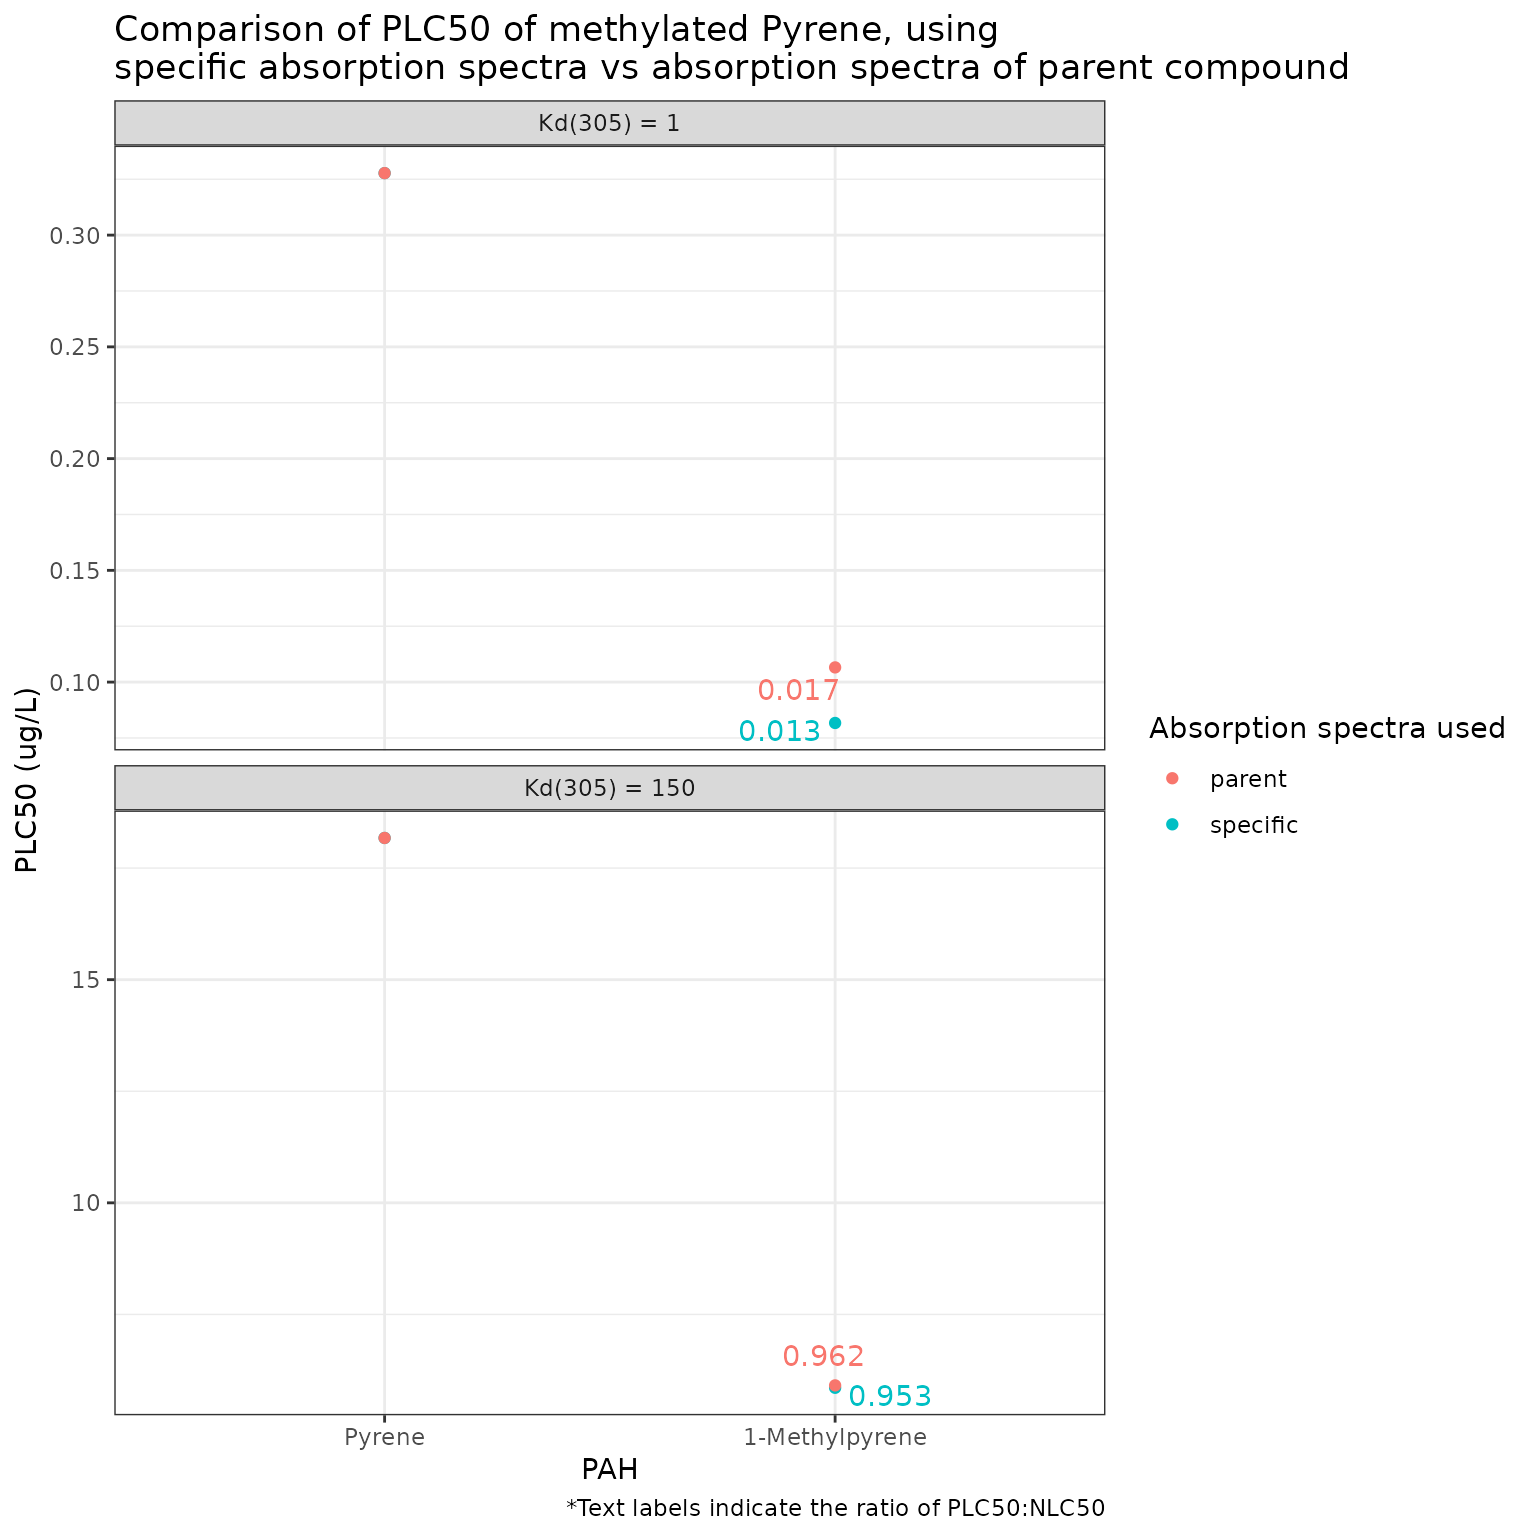 Comparison of PLC50 of methylated Pyrene, using
specific absorption spectra vs absorption spectra of parent compound
Kd(305) = 1
0.30
0.25
0.20
0.15
0.10
0.017
0.013
PLC50 (ug/L)
Kd(305) = 150
15
10
0.962
0.953
Pyrene
1-Methylpyrene
PAH
*Text labels indicate the ratio of PLC50:NLC50
Absorption spectra used
parent
specific